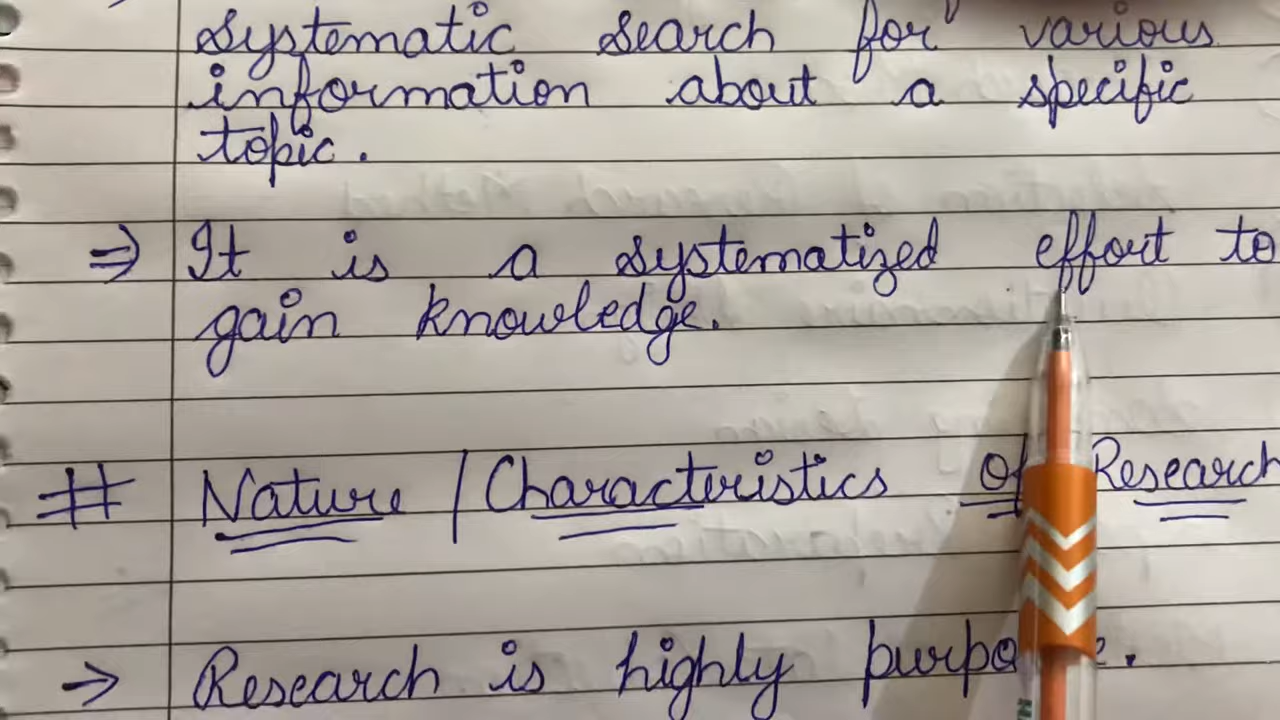 systematic search for various
information about a specific
topic.
⇒ It is a systematized effort to
gain knowledge.
# Nature / Characteristics Of Research
→ Research is highly